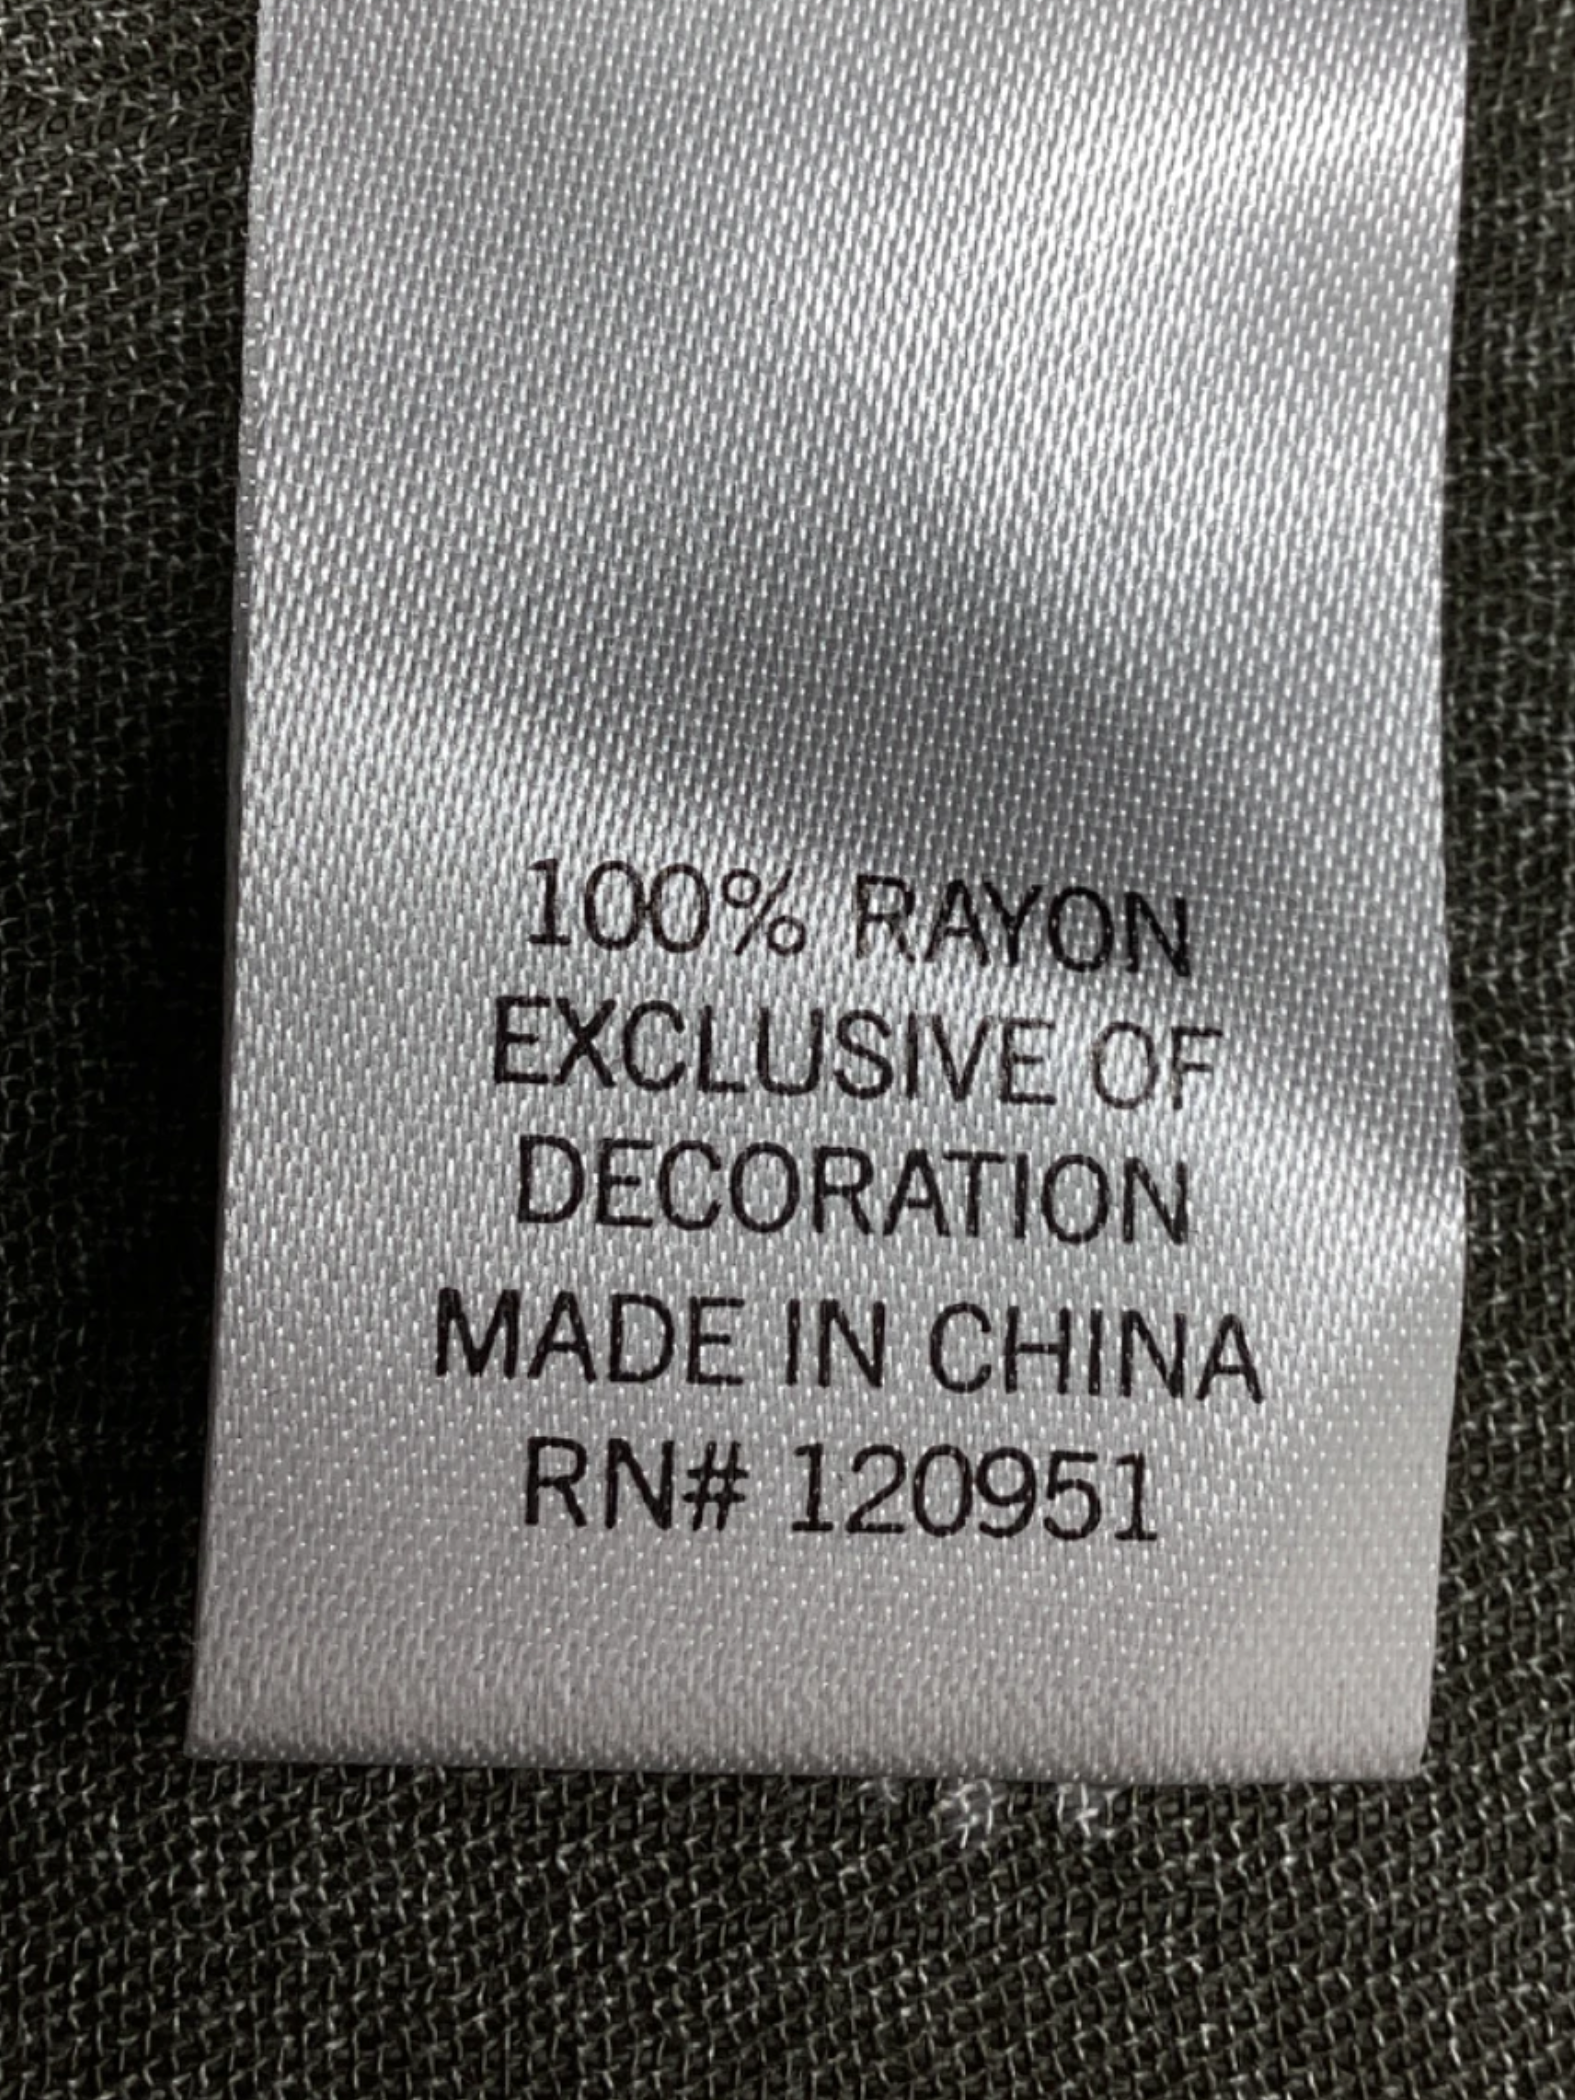 100% RAYON
EXCLUSIVE OF
DECORATION
MADE IN CHINA
RN# 120951